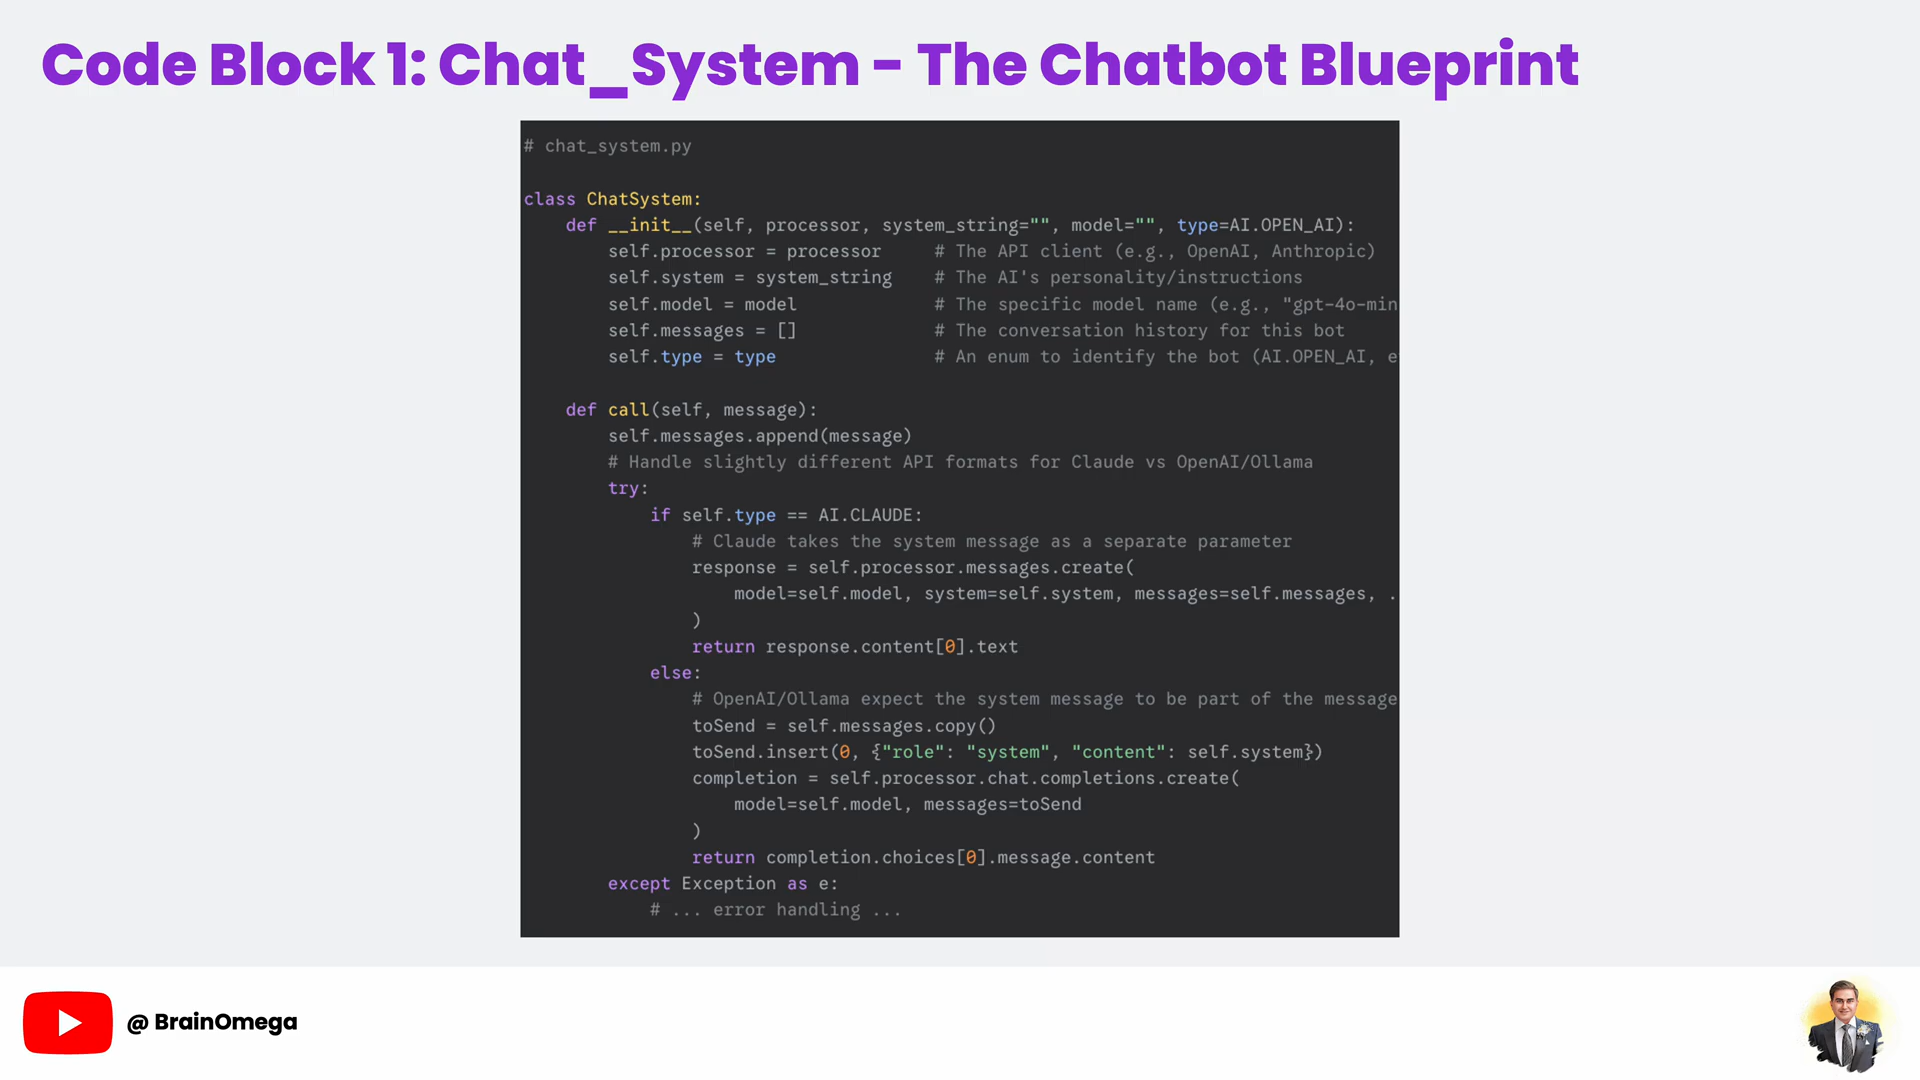 Code Block 1: Chat_System - The Chatbot Blueprint
# chat_system.py
class ChatSystem:
    def __init__(self, processor, system_string="", model="", type=AI.OPEN_AI):
        self.processor = processor     # The API client (e.g., OpenAI, Anthropic)
        self.system = system_string    # The AI's personality/instructions
        self.model = model             # The specific model name (e.g., "gpt-4o-min
        self.messages = []             # The conversation history for this bot
        self.type = type               # An enum to identify the bot (AI.OPEN_AI, e
    def call(self, message):
        self.messages.append(message)
        # Handle slightly different API formats for Claude vs OpenAI/Ollama
        try:
            if self.type == AI.CLAUDE:
                # Claude takes the system message as a separate parameter
                response = self.processor.messages.create(
                    model=self.model, system=self.system, messages=self.messages, .
                )
                return response.content[0].text
            else:
                # OpenAI/Ollama expect the system message to be part of the message
                toSend = self.messages.copy()
                toSend.insert(0, {"role": "system", "content": self.system})
                completion = self.processor.chat.completions.create(
                    model=self.model, messages=toSend
                )
                return completion.choices[0].message.content
        except Exception as e:
            # ... error handling ...
@ BrainOmega